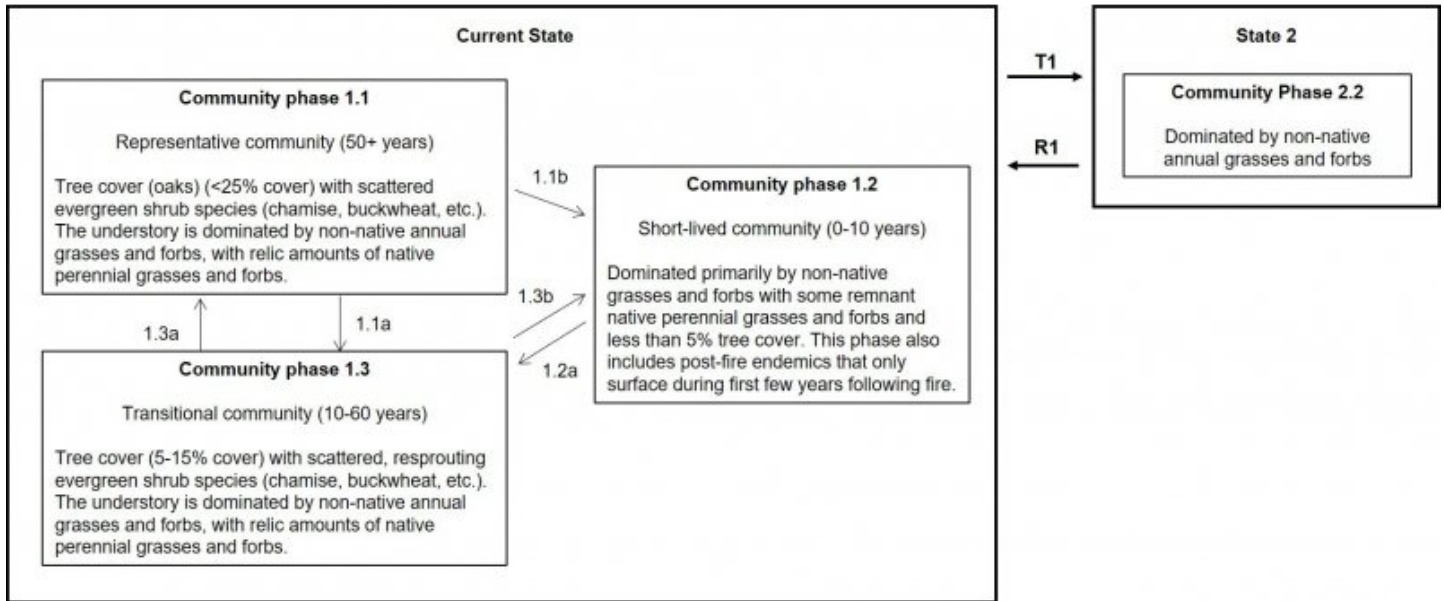 Current State
Community phase 1.1
Representative community (50+ years)
Tree cover (oaks) (<25% cover) with scattered
evergreen shrub species (chamise, buckwheat, etc.).
The understory is dominated by non-native annual
grasses and forbs, with relic amounts of native
perennial grasses and forbs.
1.1b
1.3a
1.1a
1.3b
1.2a
Community phase 1.2
Short-lived community (0-10 years)
Dominated primarily by non-native
grasses and forbs with some remnant
native perennial grasses and forbs and
less than 5% tree cover. This phase also
includes post-fire endemics that only
surface during first few years following fire.
Community phase 1.3
Transitional community (10-60 years)
Tree cover (5-15% cover) with scattered, resprouting
evergreen shrub species (chamise, buckwheat, etc.).
The understory is dominated by non-native annual
grasses and forbs, with relic amounts of native
perennial grasses and forbs.
T1
R1
State 2
Community Phase 2.2
Dominated by non-native
annual grasses and forbs